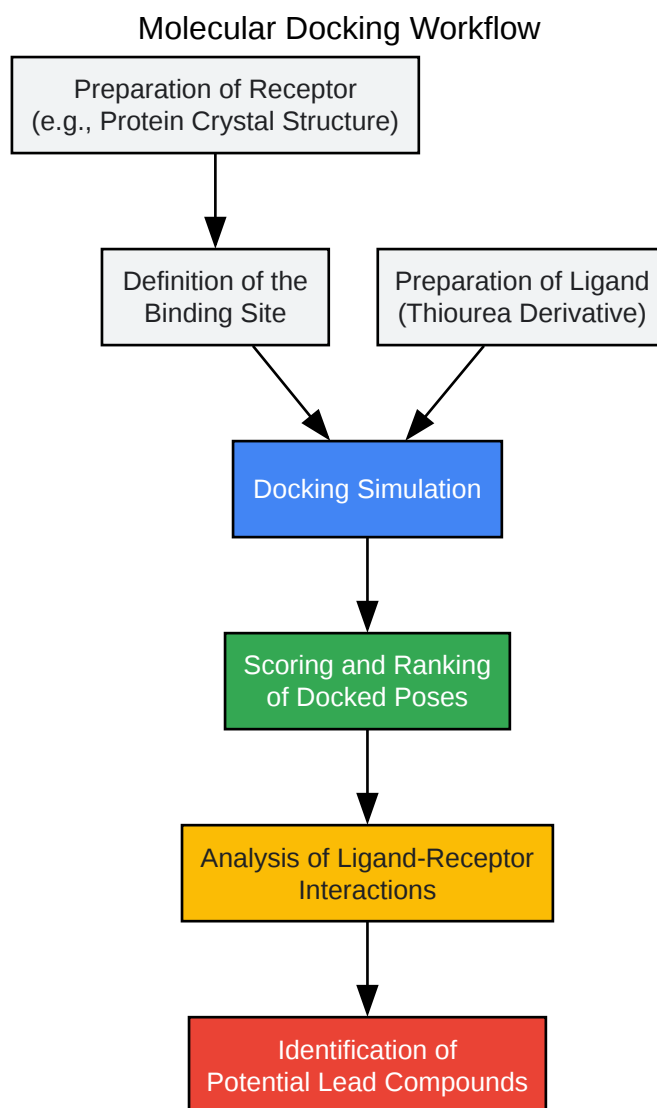 Molecular Docking Workflow
Preparation of Receptor
(e.g., Protein Crystal Structure)
Definition of the
Binding Site
Preparation of Ligand
(Thiourea Derivative)
Docking Simulation
Scoring and Ranking
of Docked Poses
Analysis of Ligand-Receptor
Interactions
Identification of
Potential Lead Compounds